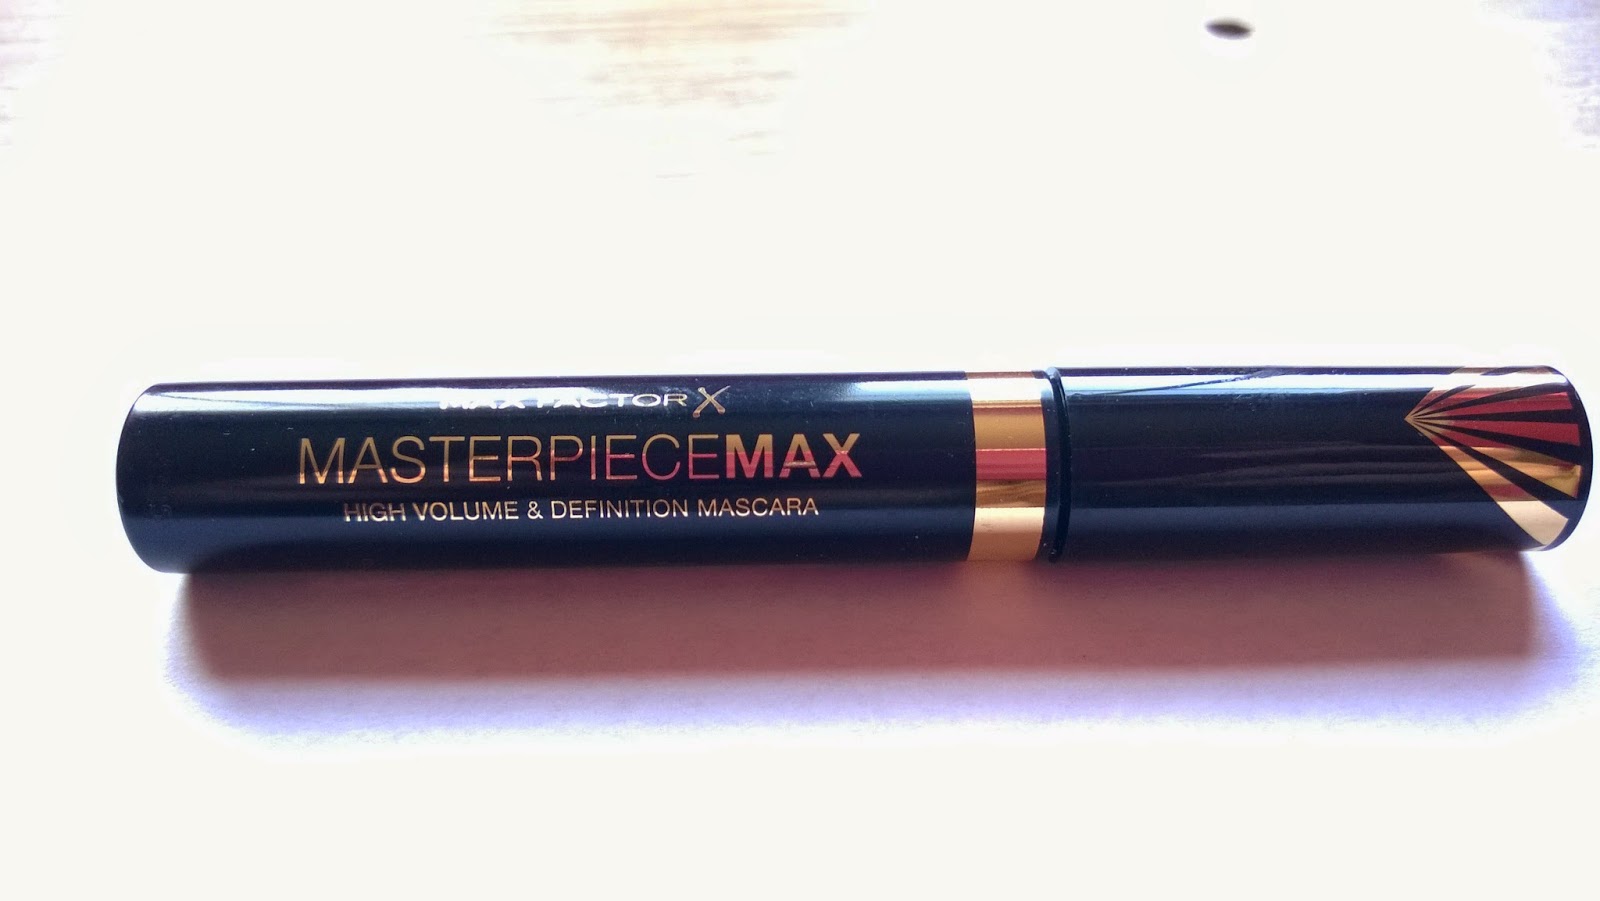 MAX FACTOR X
MASTERPIECEMAX
HIGH VOLUME & DEFINITION MASCARA